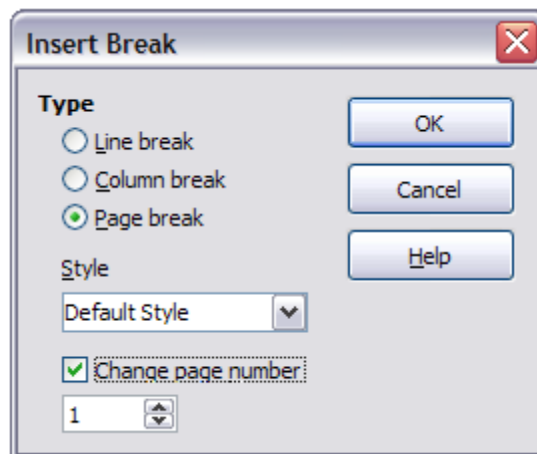 Insert Break
Type
Line break
Column break
Page break
Style
Default Style
Change page number
1
OK
Cancel
Help